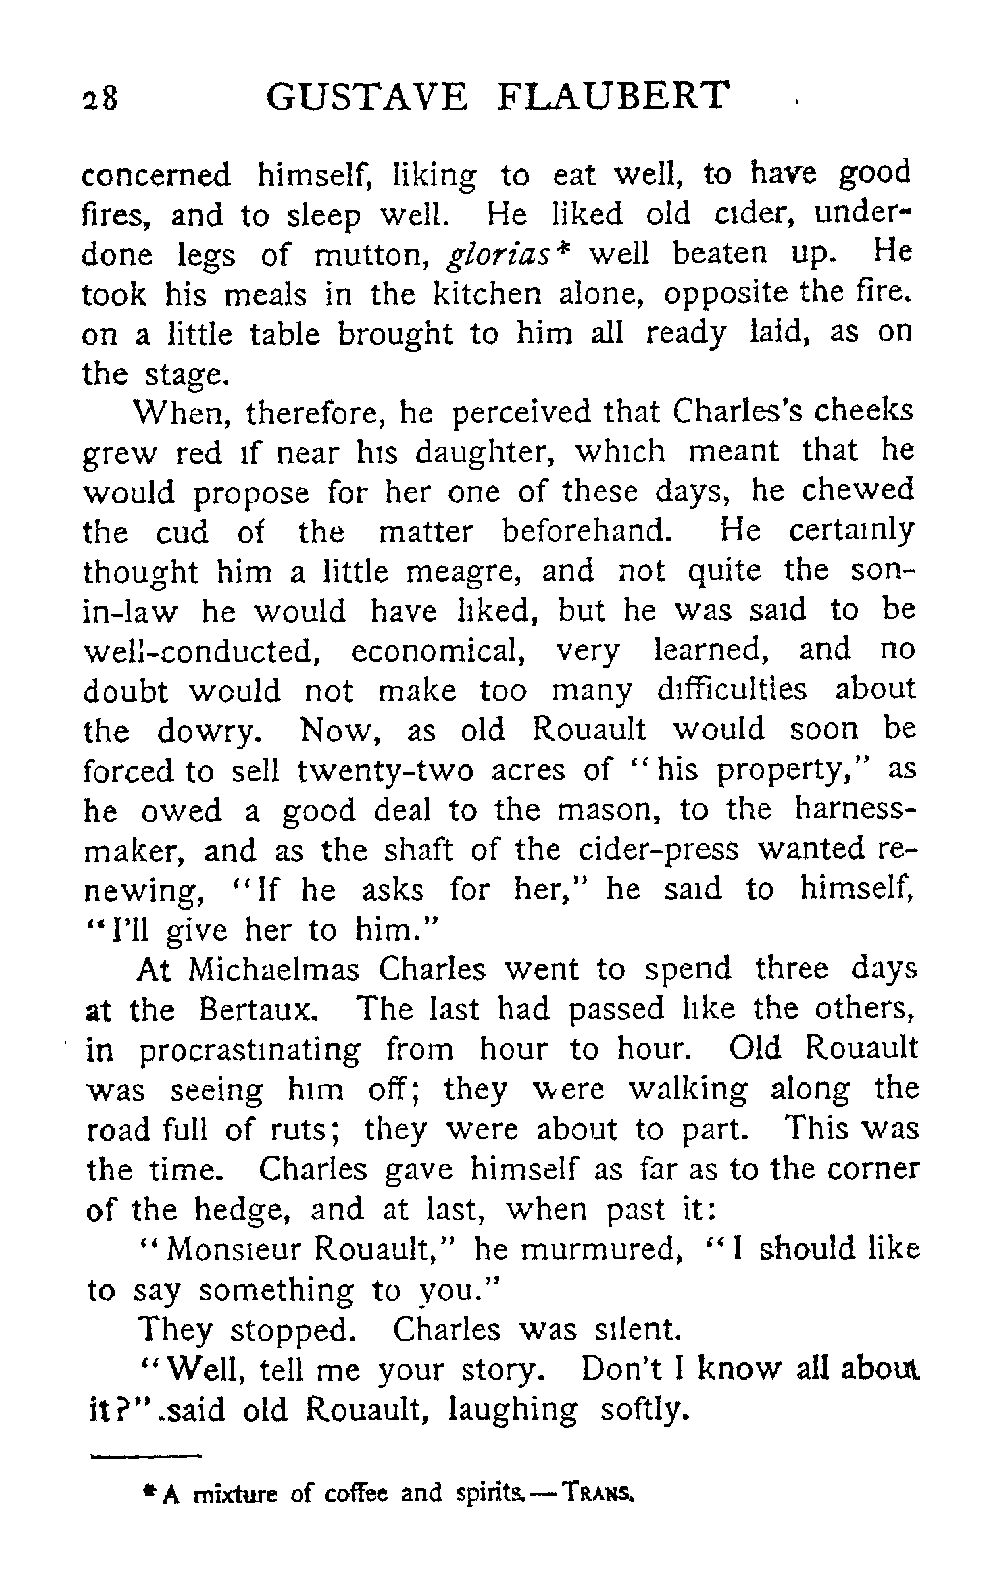 28 GUSTAVE FLAUBERT
concerned himself, liking to eat well, to have good
fires, and to sleep well. He liked old cider, under-
done legs of mutton, glorias* well beaten up. He
took his meals in the kitchen alone, opposite the fire.
on a little table brought to him all ready laid, as on
the stage.
When, therefore, he perceived that Charles's cheeks
grew red if near his daughter, which meant that he
would propose for her one of these days, he chewed
the cud of the matter beforehand. He certainly
thought him a little meagre, and not quite the son-
in-law he would have liked, but he was said to be
well-conducted, economical, very learned, and no
doubt would not make too many difficulties about
the dowry. Now, as old Rouault would soon be
forced to sell twenty-two acres of "his property," as
he owed a good deal to the mason, to the harness-
maker, and as the shaft of the cider-press wanted re-
newing, "If he asks for her," he said to himself,
"I'll give her to him."
At Michaelmas Charles went to spend three days
at the Bertaux. The last had passed like the others,
in procrastinating from hour to hour. Old Rouault
was seeing him off; they were walking along the
road full of ruts; they were about to part. This was
the time. Charles gave himself as far as to the corner
of the hedge, and at last, when past it:
"Monsieur Rouault," he murmured, "I should like
to say something to you."
They stopped. Charles was silent.
"Well, tell me your story. Don't I know all about
it?" .said old Rouault, laughing softly.
*A mixture of coffee and spirits.—TRANS.